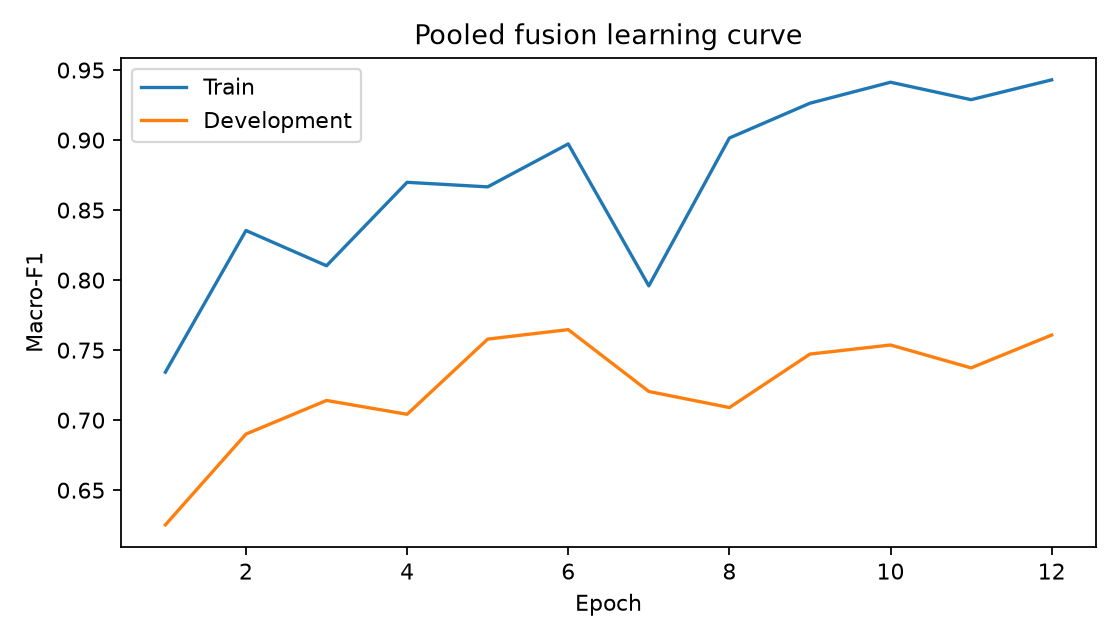 Pooled fusion learning curve
Train
Development
0.95
0.90
0.85
0.80
0.75
0.70
0.65
Macro-F1
2 4 6 8 10 12
Epoch